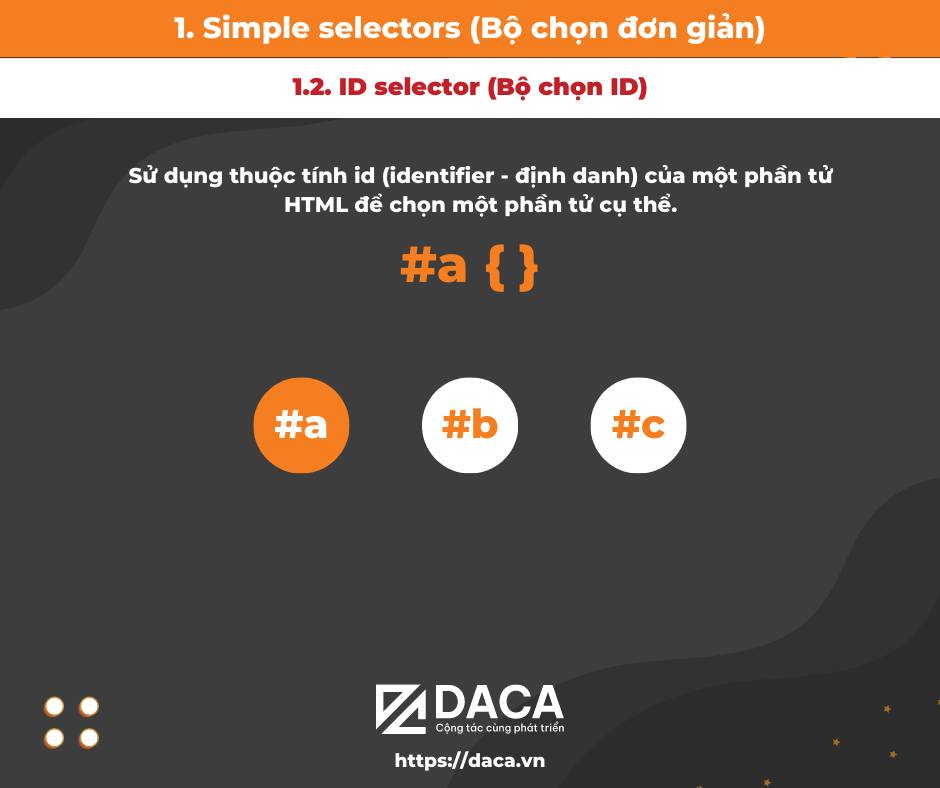 1. Simple selectors (Bộ chọn đơn giản)
1.2. ID selector (Bộ chọn ID)
Sử dụng thuộc tính id (identifier - định danh) của một phần tử
HTML để chọn một phần tử cụ thể.
#a { }
#a #b #c
DACA
Cộng tác cùng phát triển
https://daca.vn